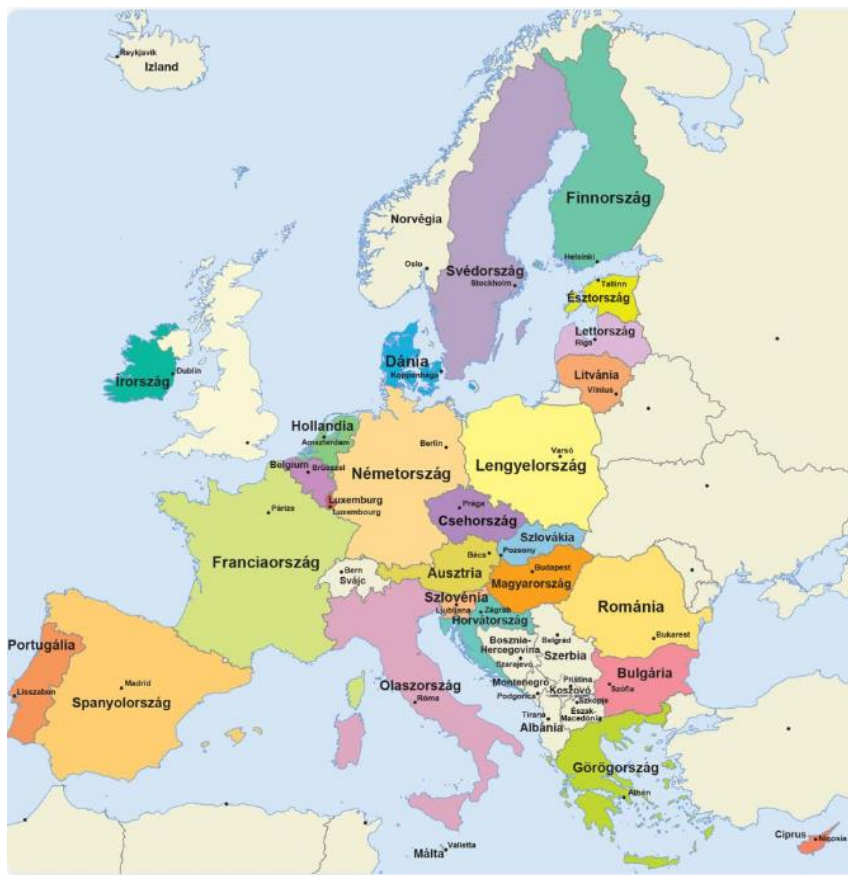 Reykjavík
Izland
Finnország
Norvégia
Helsinki
Oslo
Svédország
Stockholm
Tallinn
Észtország
Lettország
Riga
Dánia
Koppenhága
Litvánia
Vilnius
Dublin
Írország
Hollandia
Amszterdam
Berlin
Varsó
Belgium
Brüsszel
Németország
Lengyelország
Luxemburg
Luxembourg
Párizs
Prága
Csehország
Szlovákia
Pozsony
Bécs
Franciaország
Bern
Svájc
Ausztria
Budapest
Magyarország
Szlovénia
Ljubljana
Zágráb
Horvátország
Románia
Bukarest
Bosznia-
Hercegovina
Szarajevó
Belgrád
Szerbia
Portugália
Lisszabon
Madrid
Spanyolország
Olaszország
Róma
Montenegró
Podgorica
Pristina
Koszovó
Bulgária
Szófia
Szkopje
Észak-
Macedónia
Tirana
Albánia
Görögország
Athén
Valletta
Málta
Ciprus
Nicosia